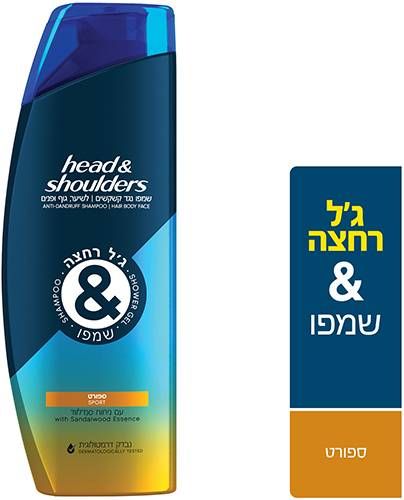 head &
shoulders
שמפו נגד קשקשים | לשיער, גוף ופנים
ANTI-DANDRUFF SHAMPOO | HAIR BODY FACE
ג'ל רחצה
SHAMPOO
&
SHOWER GEL
שמפו
ספורט
SPORT
עם ניחוח סנדלווד
with Sandalwood Essence
נבדק דרמטולוגית
DERMATOLOGICALLY TESTED
ג'ל
רחצה
&
שמפו
ספורט